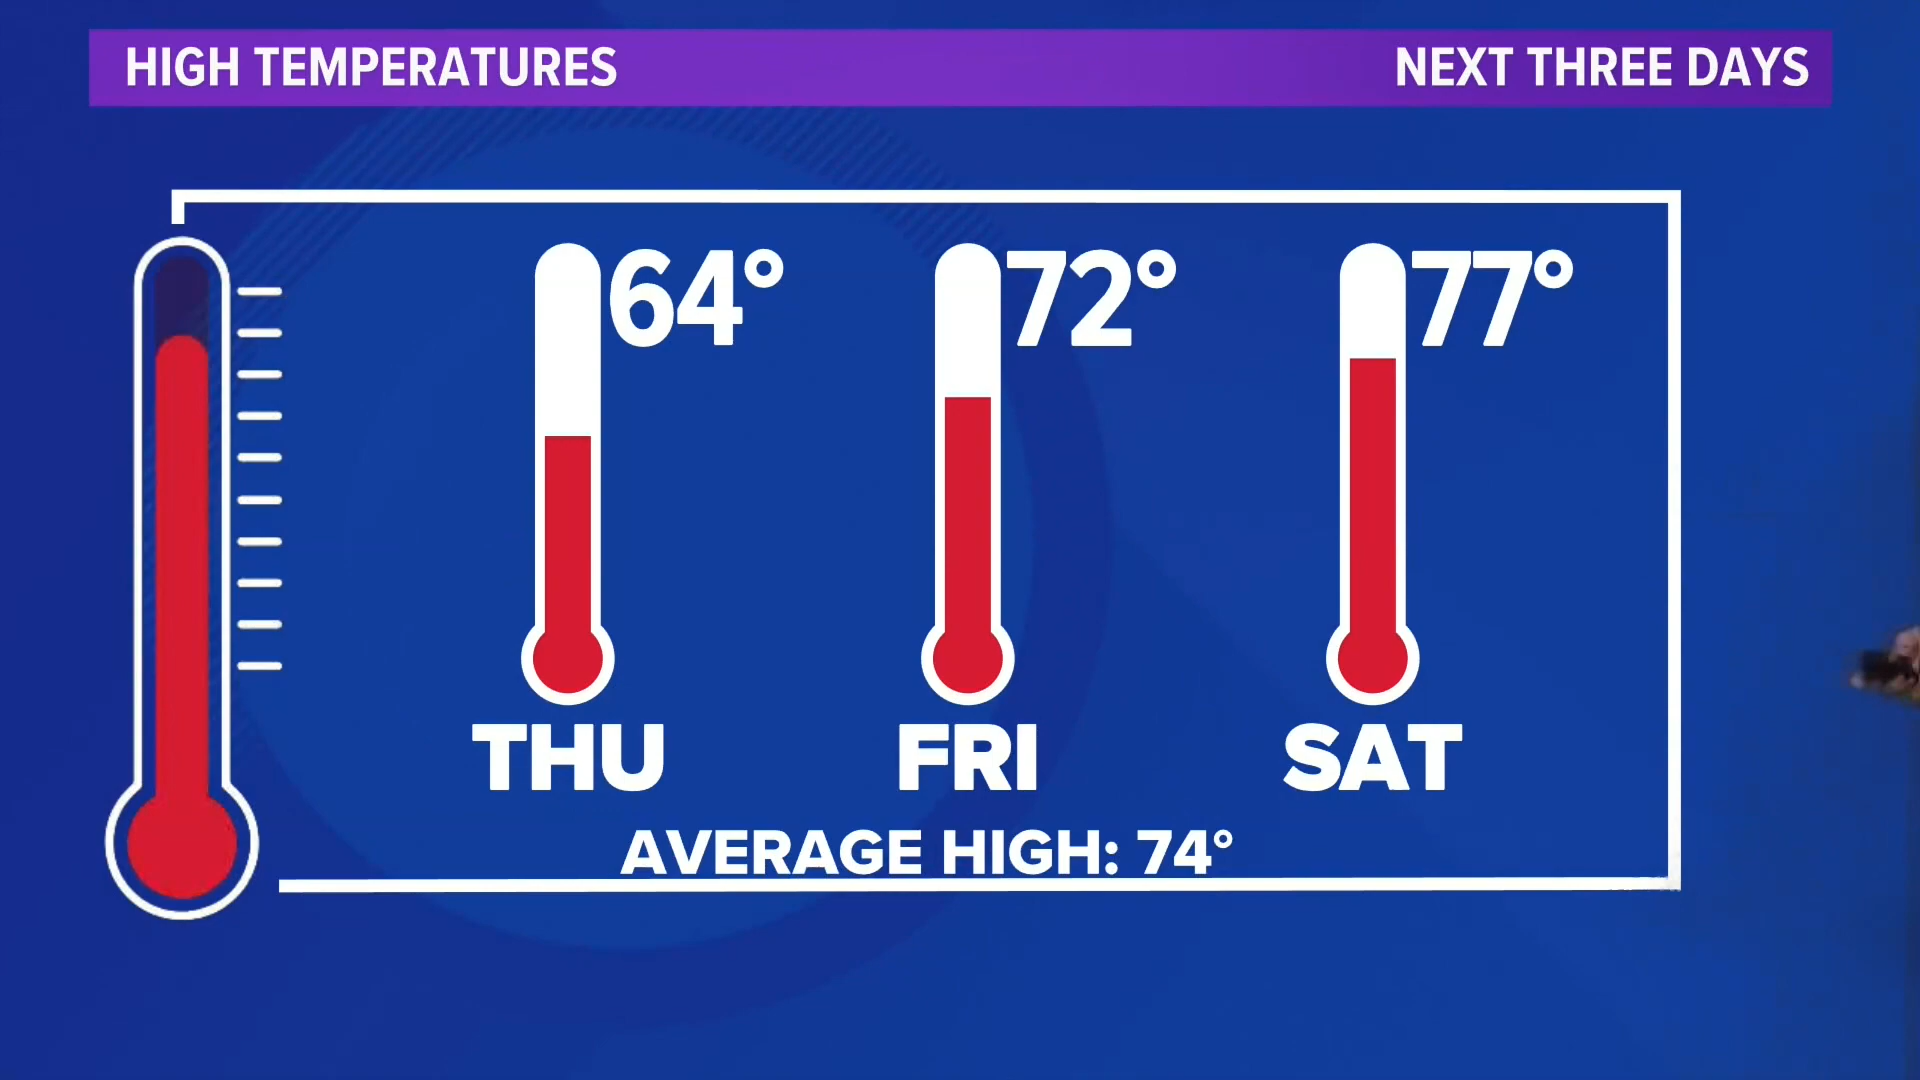 HIGH TEMPERATURES
NEXT THREE DAYS
64°
72°
77°
THU
FRI
SAT
AVERAGE HIGH: 74°